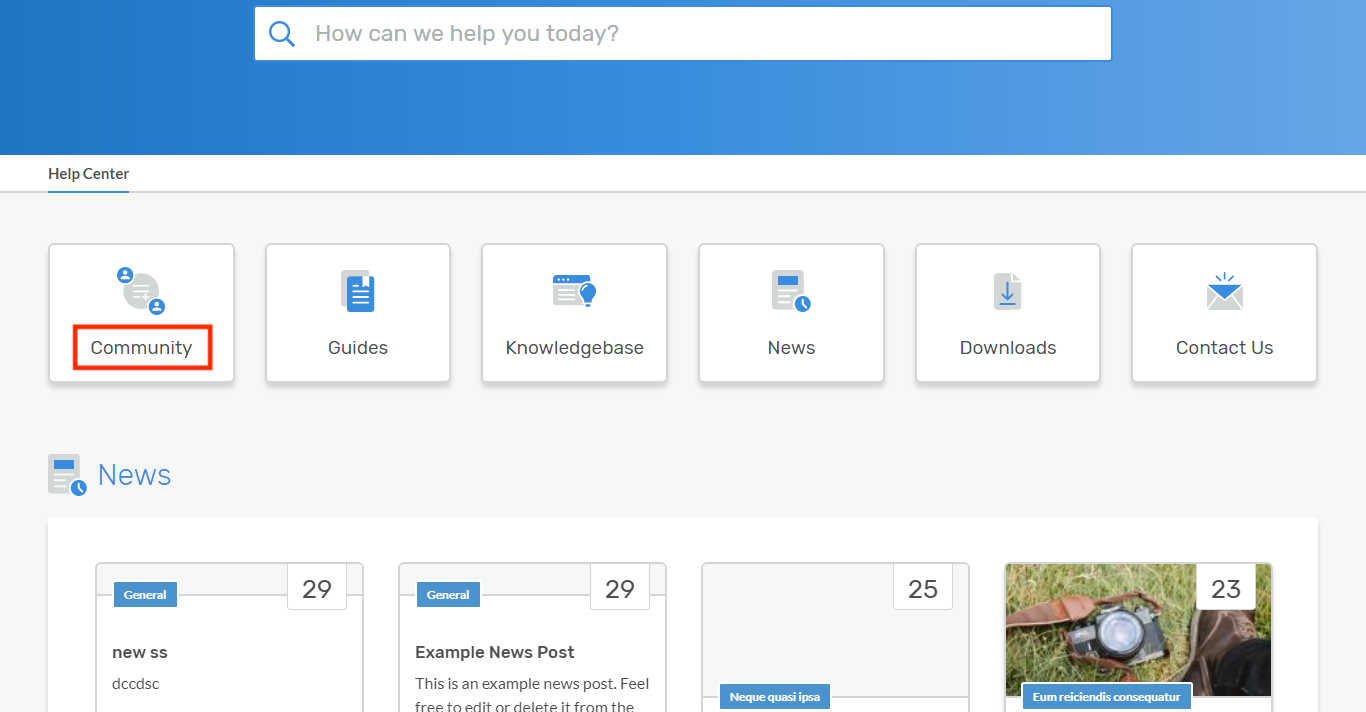 How can we help you today?
Help Center
Community
Guides
Knowledgebase
News
Downloads
Contact Us
News
General
29
General
29
25
23
new ss
Example News Post
dccdsc
This is an example news post. Feel
free to edit or delete it from the
Neque quasi ipsa
Eum reiciendis consequatur